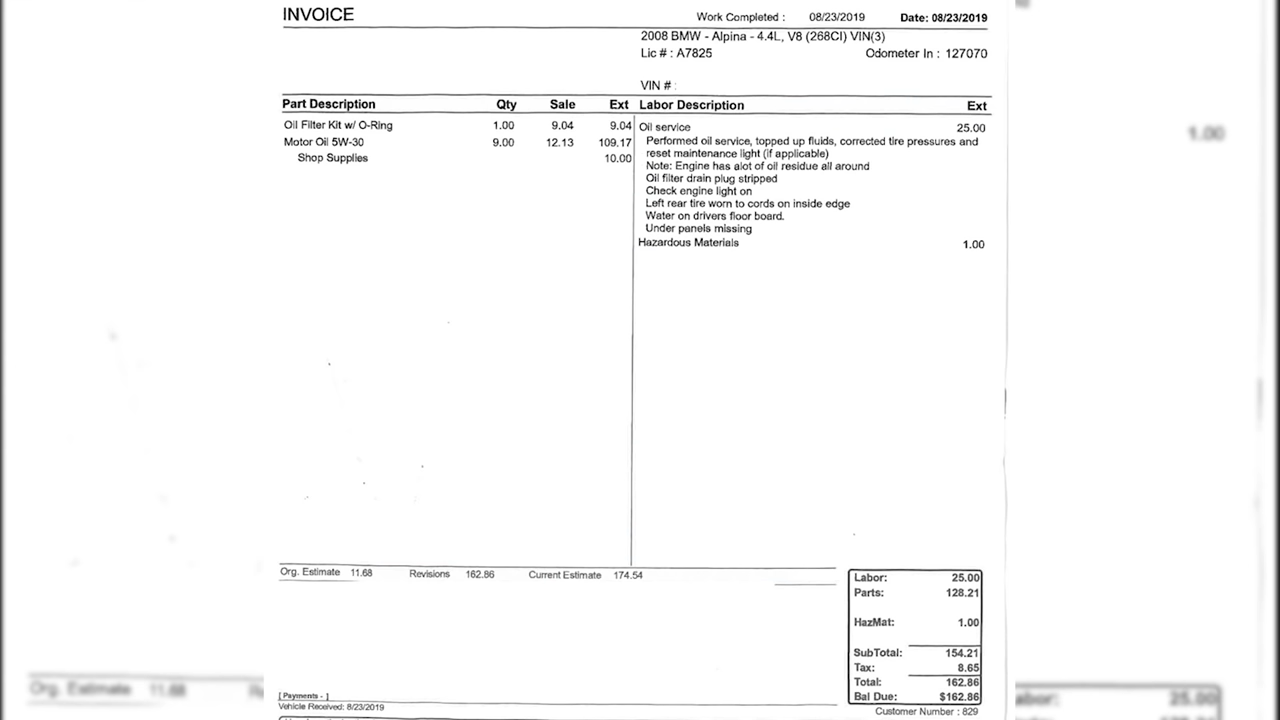 INVOICE
Work Completed : 08/23/2019 Date: 08/23/2019
2008 BMW - Alpina - 4.4L, V8 (268CI) VIN(3)
Lic # : A7825 Odometer In : 127070
VIN # :
Part Description Qty Sale Ext Labor Description Ext
Oil Filter Kit w/ O-Ring 1.00 9.04 9.04 Oil service 25.00
Performed oil service, topped up fluids, corrected tire pressures and
Motor Oil 5W-30 9.00 12.13 109.17 reset maintenance light (if applicable)
Shop Supplies 10.00
Note: Engine has alot of oil residue all around
Oil filter drain plug stripped
Check engine light on
Left rear tire worn to cords on inside edge
Water on drivers floor board.
Under panels missing
Hazardous Materials 1.00
1.00
Org. Estimate 11.68 Revisions 162.86 Current Estimate 174.54
Labor: 25.00
Parts: 128.21
HazMat: 1.00
SubTotal: 154.21
Tax: 8.65
Total: 162.86
Bal Due: $162.86
[ Payments - ]
Vehicle Received: 8/23/2019
Customer Number : 829
Org. Estimate 11.68
25.00